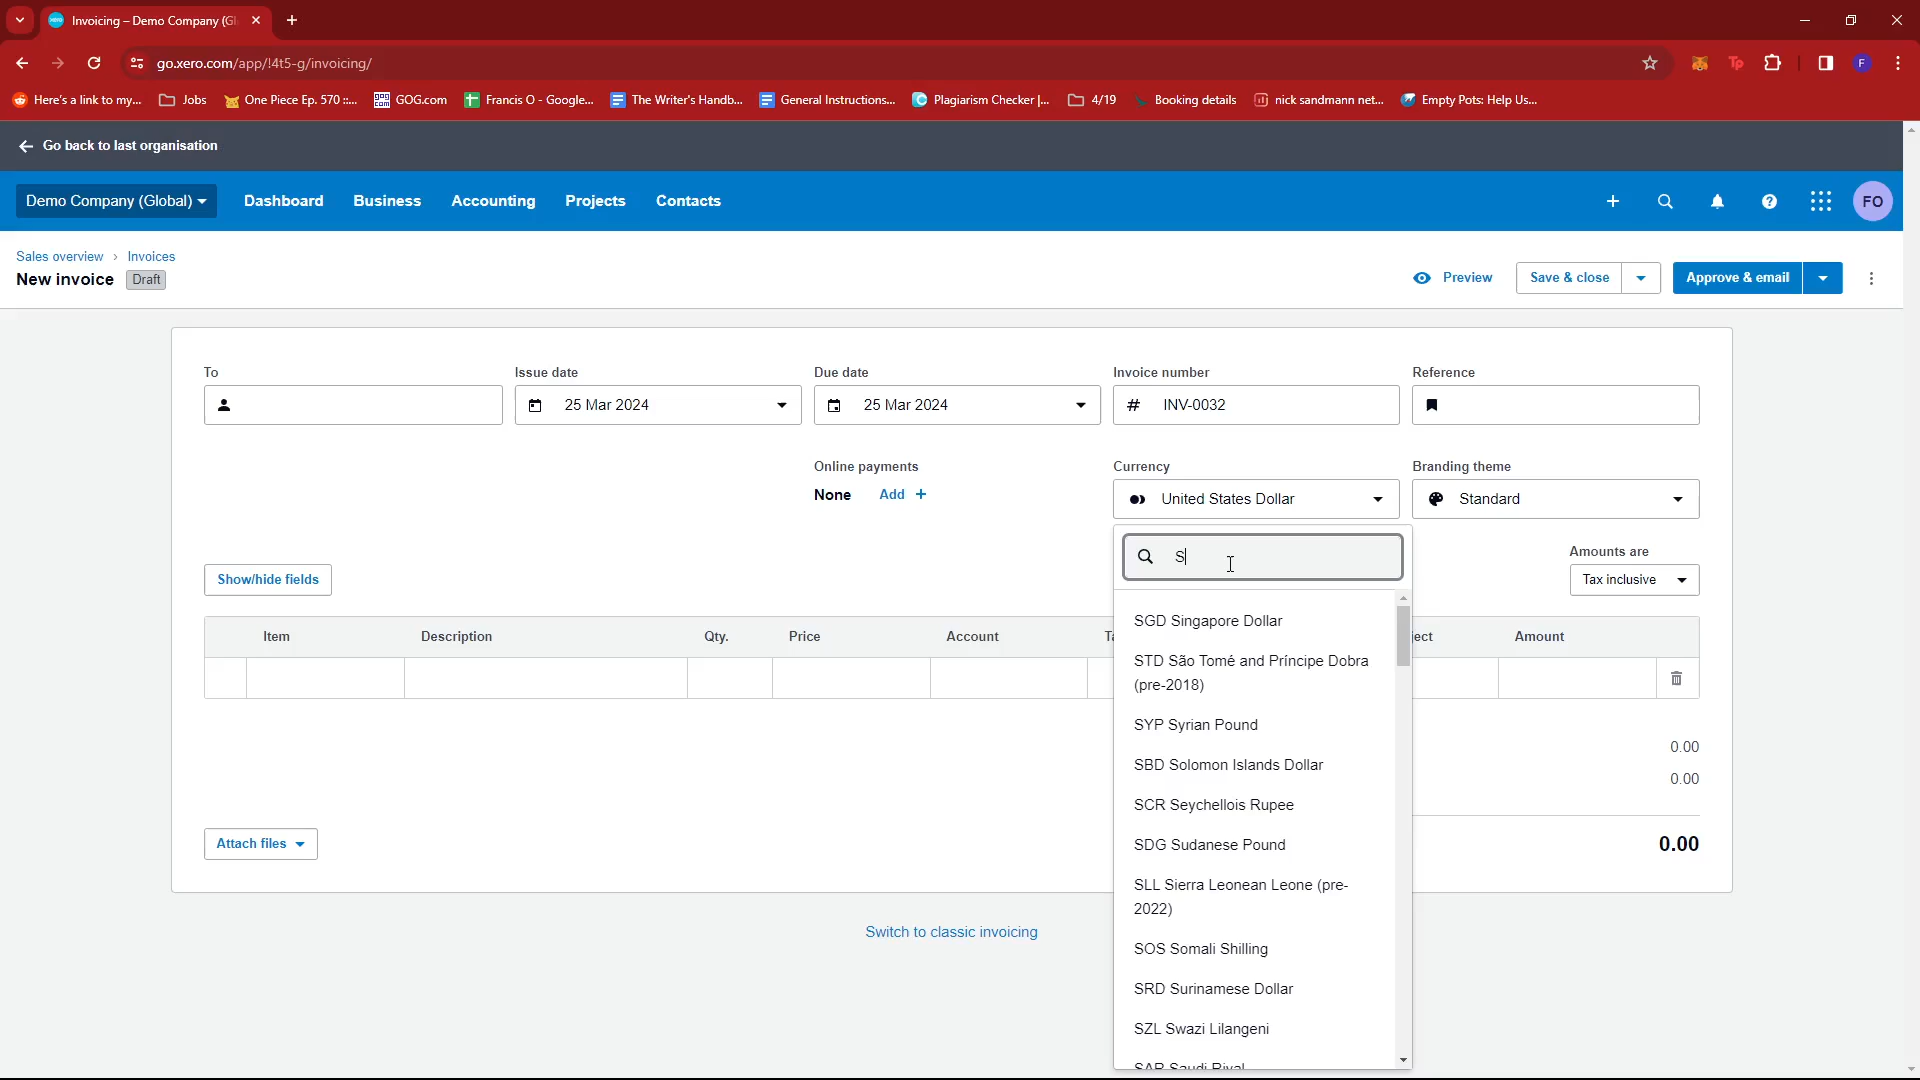 Invoicing – Demo Company (Gl
go.xero.com/app/!4t5-g/invoicing/
Here's a link to my...
Jobs
One Piece Ep. 570 ::...
GOG.com
Francis O - Google...
The Writer's Handb...
General Instructions...
Plagiarism Checker |...
4/19
Booking details
nick sandmann net...
Empty Pots: Help Us...
Go back to last organisation
Demo Company (Global)
Dashboard
Business
Accounting
Projects
Contacts
FO
Sales overview › Invoices
New invoice Draft
Preview
Save & close
Approve & email
To
Issue date
Due date
Invoice number
Reference
25 Mar 2024
25 Mar 2024
# INV-0032
Online payments
Currency
Branding theme
None Add +
United States Dollar
Standard
S
Amounts are
Show/hide fields
Tax inclusive
Item
Description
Qty.
Price
Account
Ta
ject
Amount
SGD Singapore Dollar
STD São Tomé and Príncipe Dobra
(pre-2018)
SYP Syrian Pound
SBD Solomon Islands Dollar
SCR Seychellois Rupee
SDG Sudanese Pound
SLL Sierra Leonean Leone (pre-
2022)
SOS Somali Shilling
SRD Surinamese Dollar
SZL Swazi Lilangeni
SAR Saudi Riyal
0.00
0.00
0.00
Attach files
Switch to classic invoicing